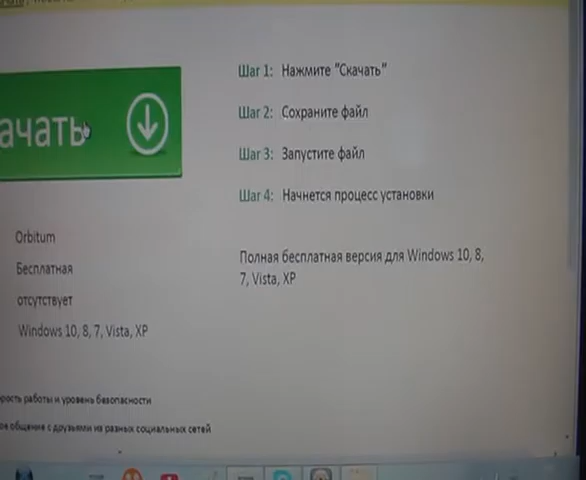 Шаг 1: Нажмите "Скачать"
Шаг 2: Сохраните файл
Шаг 3: Запустите файл
Шаг 4: Начнется процесс установки
ачать
Orbitum
Бесплатная
отсутствует
Windows 10, 8, 7, Vista, XP
Полная бесплатная версия для Windows 10, 8,
7, Vista, XP
рость работы и уровень безопасности
ое общение с друзьями из разных социальных сетей